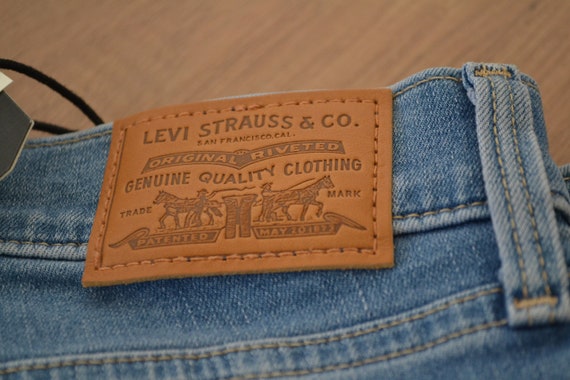 LEVI STRAUSS & CO.
SAN FRANCISCO, CAL.
ORIGINAL RIVETED
GENUINE QUALITY CLOTHING
TRADE MARK
PATENTED MAY 20 1873